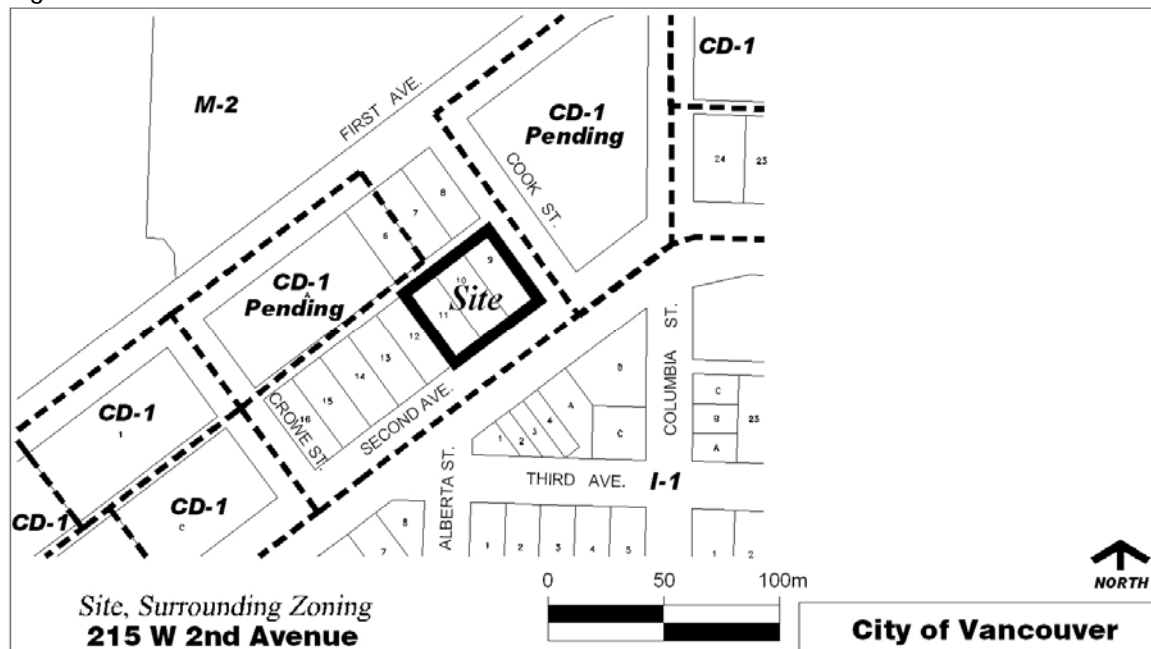 CD-1
M-2
FIRST AVE.
CD-1
Pending
24
23
COOK ST.
8
7
6
9
10
11
Site
CD-1
A
Pending
12
13
14
15
16
CROWE ST.
SECOND AVE.
COLUMBIA ST.
CD-1
1
2
3
4
A
C
C
B
A
23
ALBERTA ST.
THIRD AVE.
I-1
CD-1
CD-1
C
7
8
1
2
3
4
5
1
2
0
50
100m
NORTH
Site, Surrounding Zoning
215 W 2nd Avenue
City of Vancouver